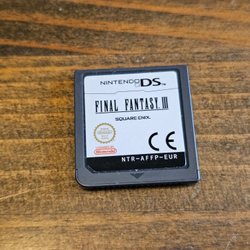 NINTENDO DS
FINAL FANTASY III
SQUARE ENIX
CE
NTR-AFFP-EUR